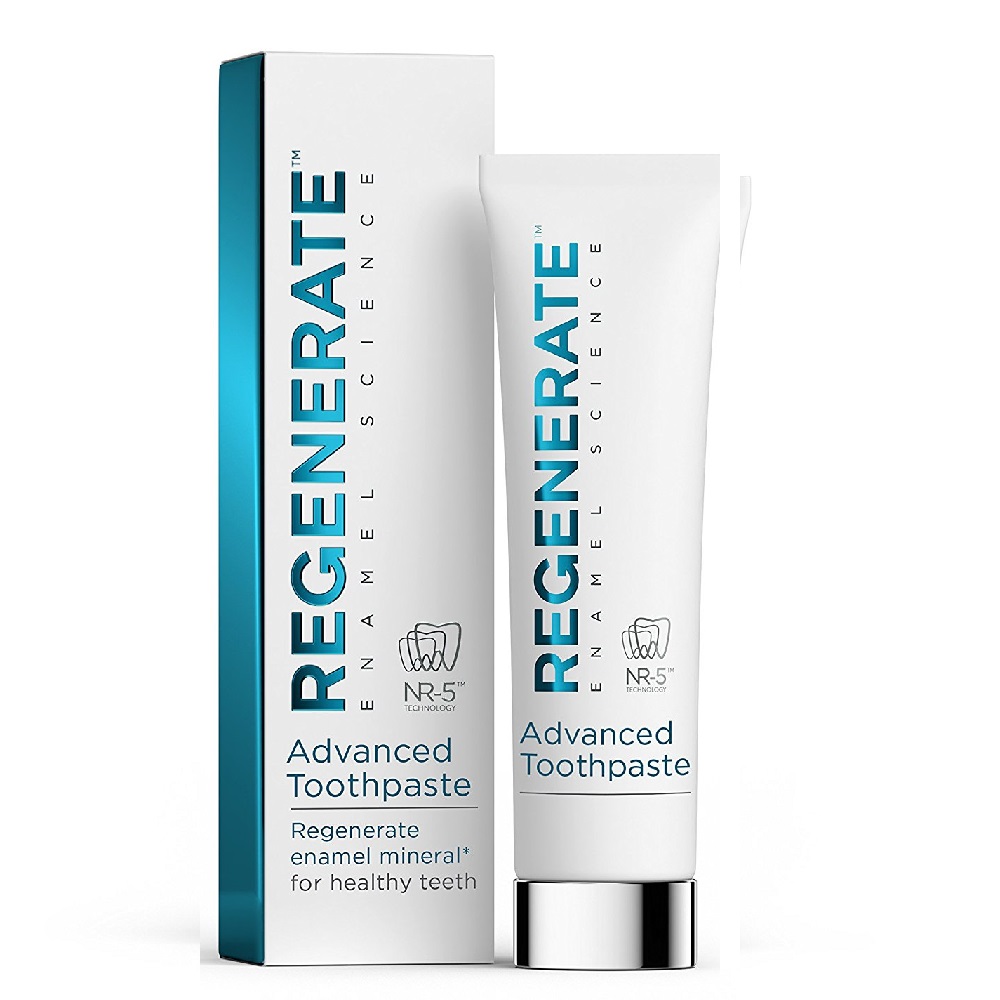 REGENERATE™
ENAMEL SCIENCE
NR-5™
TECHNOLOGY
Advanced
Toothpaste
Regenerate
enamel mineral*
for healthy teeth
REGENERATE™
ENAMEL SCIENCE
NR-5™
TECHNOLOGY
Advanced
Toothpaste